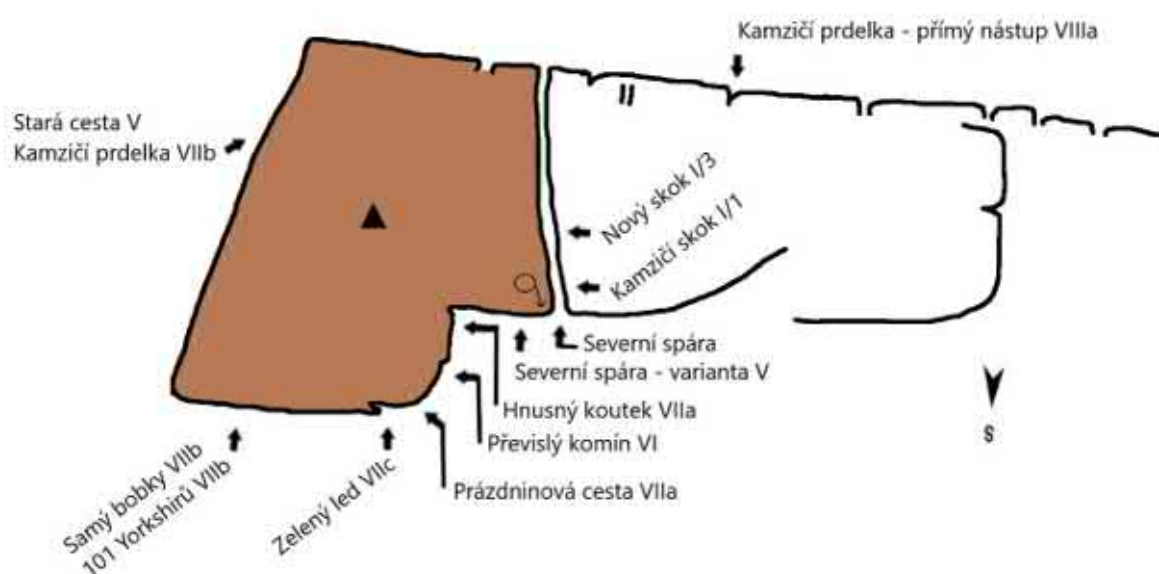 Kamzičí prdelka - přímý nástup VIIIa
Stará cesta V
Kamzičí prdelka VIIb
Nový skok I/3
Kamzičí skok I/1
Severní spára
Severní spára - varianta V
Hnusný koutek VIIa
Převislý komín VI
Prázdninová cesta VIIa
Samý bobky VIIb
101 Yorkshirů VIIb
Zelený led VIIc
S